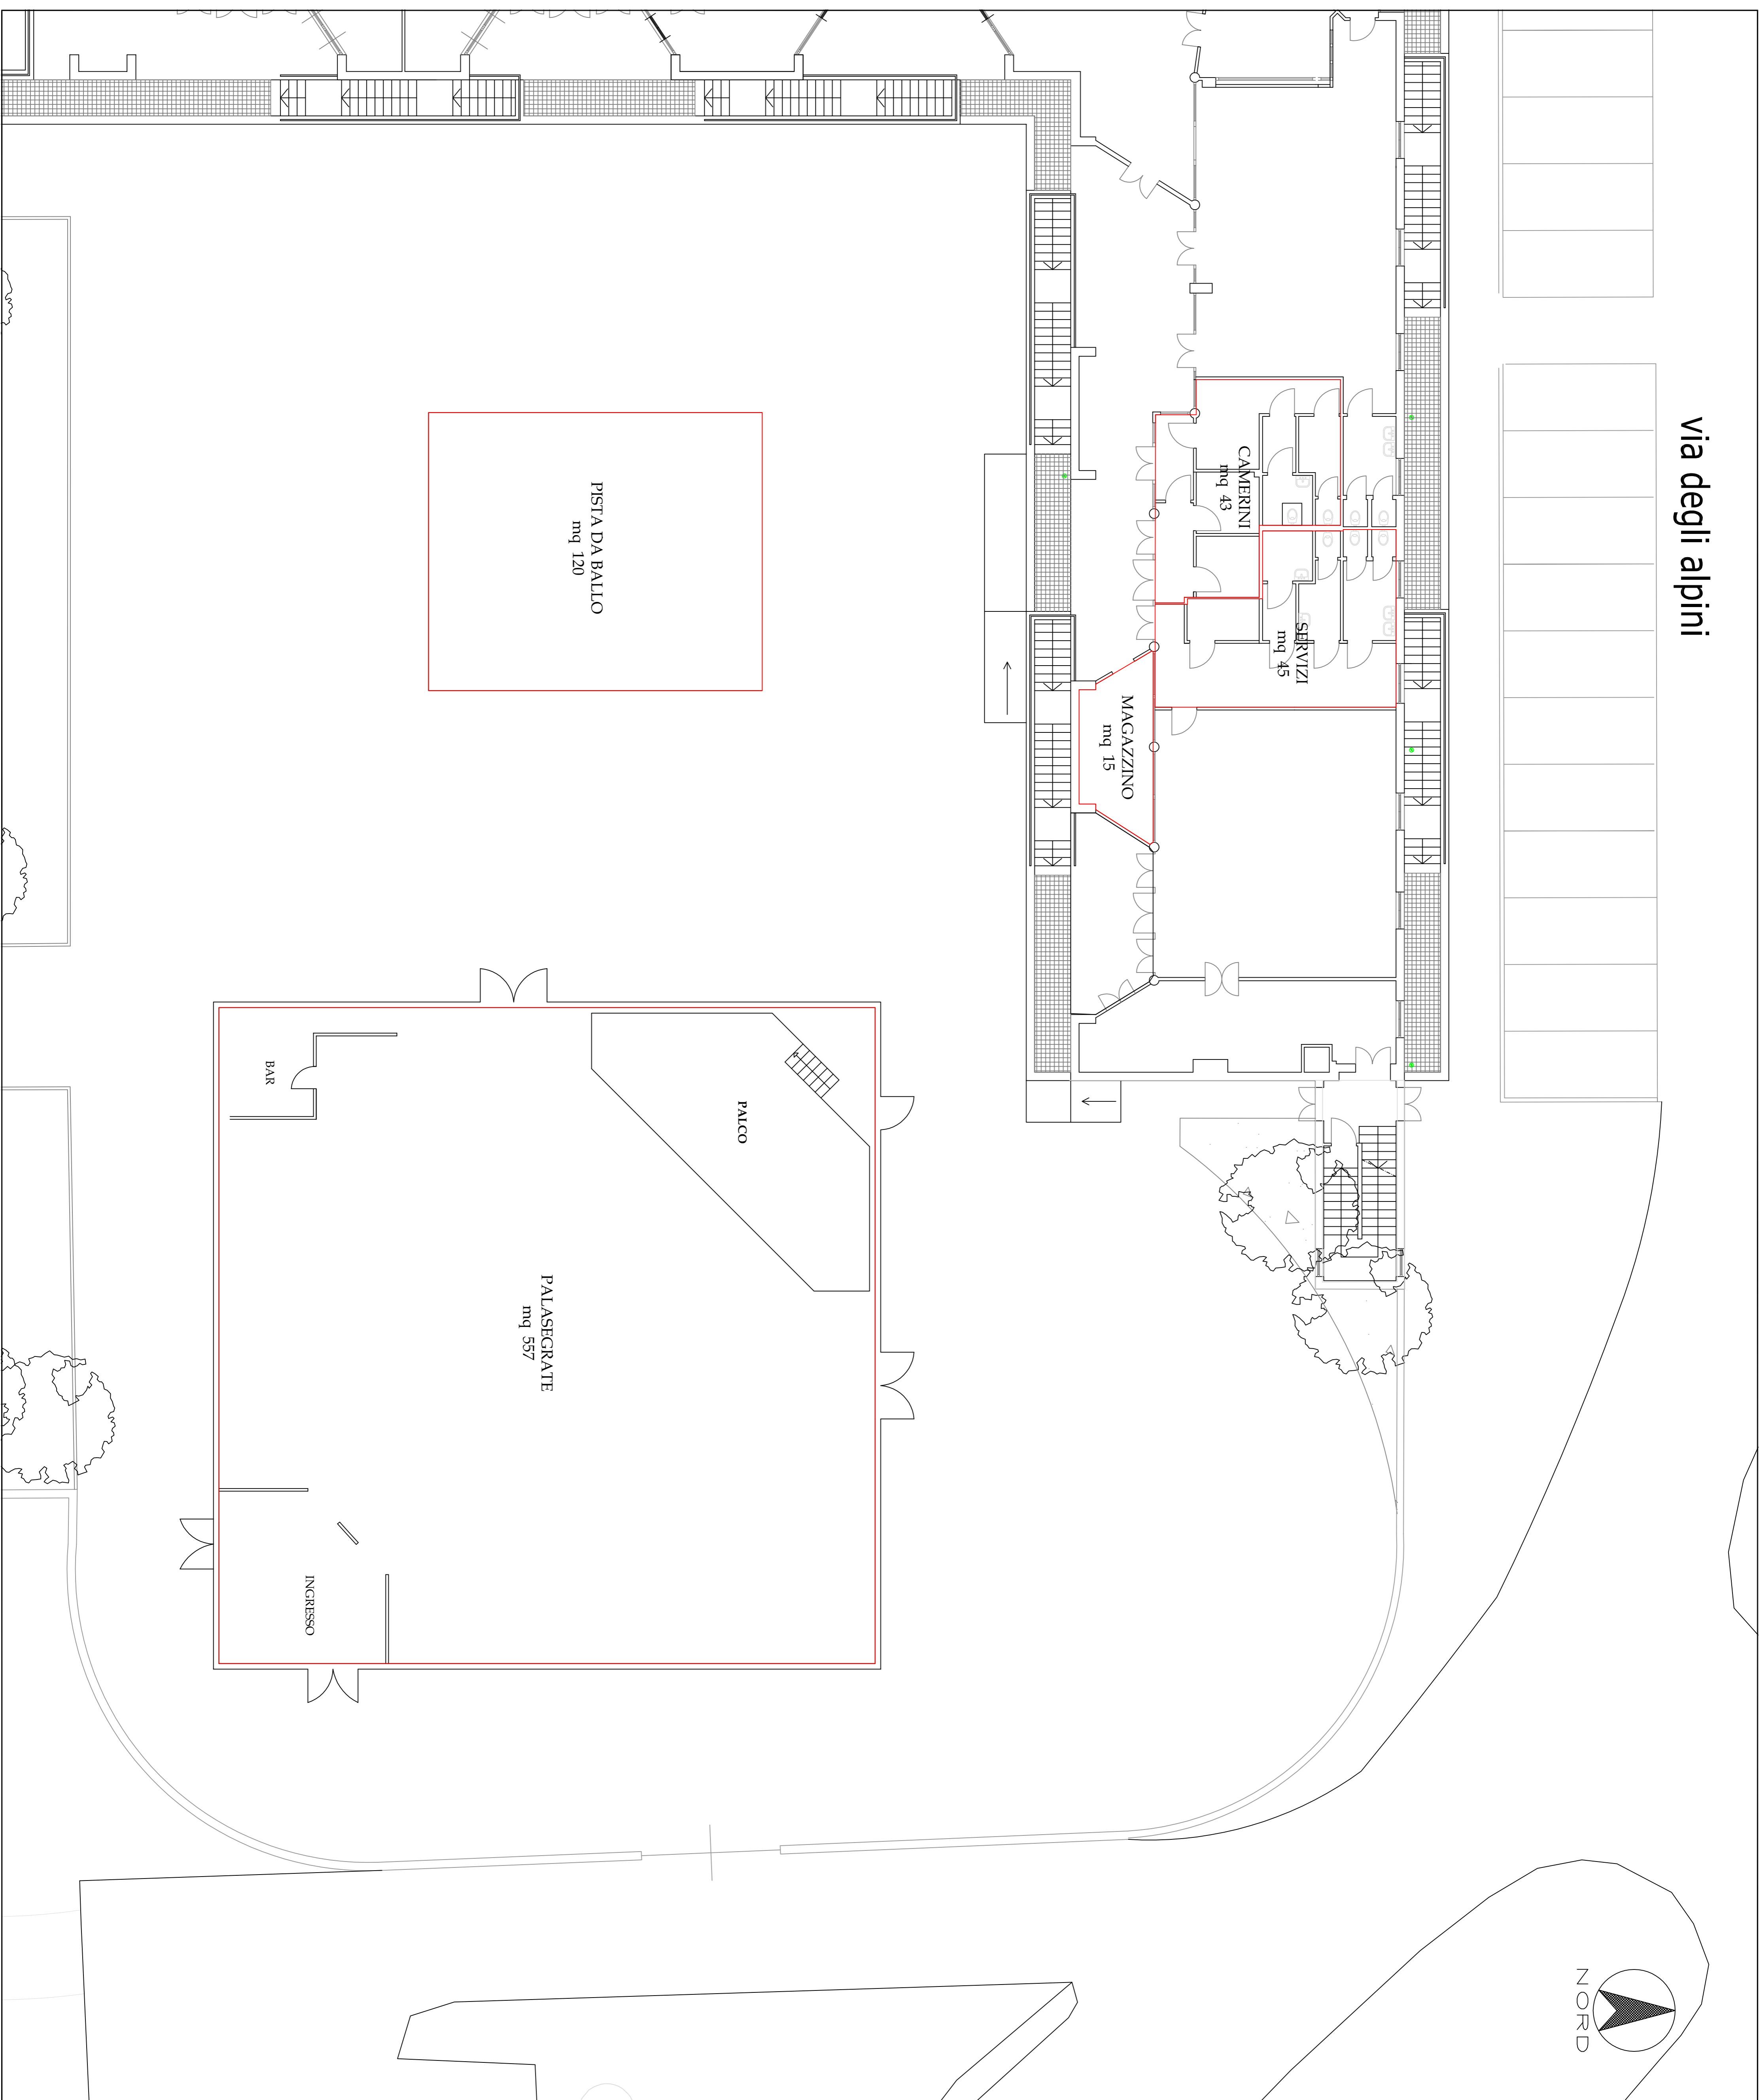 via degli alpini
CAMERINI
mq 43
SERVIZI
mq 45
MAGAZZINO
mq 15
PISTA DA BALLO
mq 120
BAR
PALCO
PALASEGRATE
mq 557
INGRESSO
NORD